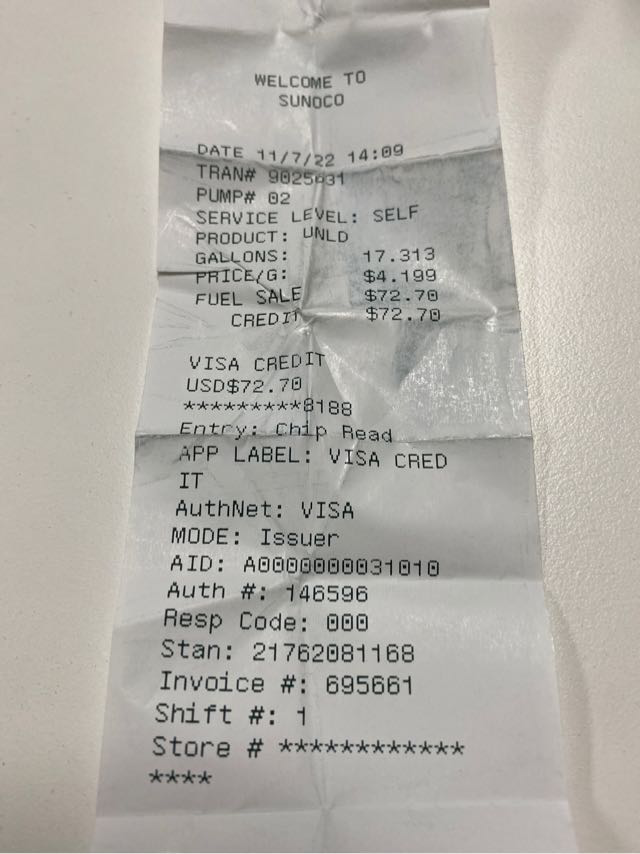 WELCOME TO
SUNOCO
DATE 11/7/22 14:09
TRAN#
PUMP# 02
SERVICE LEVEL: SELF
PRODUCT: UNLD
GALLONS: 17.313
PRICE/G: $4.199
FUEL SALE $72.70
CREDIT $72.70
VISA CREDIT
USD$72.70
*********8188
Entry: Chip Read
APP LABEL: VISA CRED
IT
AuthNet: VISA
MODE: Issuer
AID: A0000000031010
Auth #: 146596
Resp Code: 000
Stan: 21762081168
Invoice #: 695661
Shift #: 1
Store # ************
****